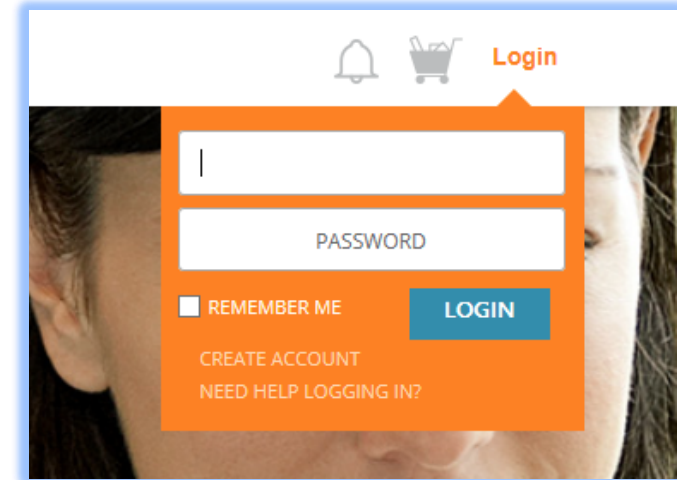 Login
PASSWORD
REMEMBER ME
LOGIN
CREATE ACCOUNT
NEED HELP LOGGING IN?